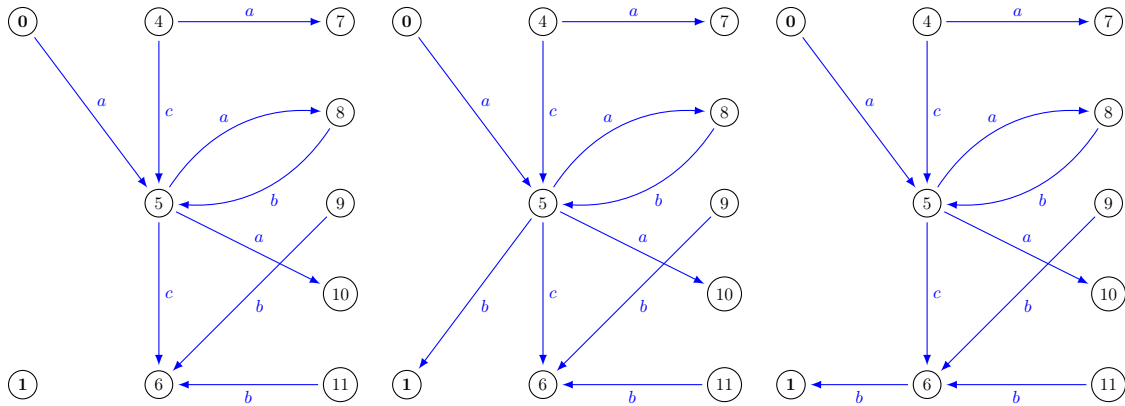 0 4 a 7 0 4 a 7 0 4 a 7
a c a 8 a c a 8 a c a 8
5 b 9 5 b 9 5 b 9
a a a
c b 10 b c b 10 c b 10
1 6 b 11 1 6 b 11 1 b 6 b 11